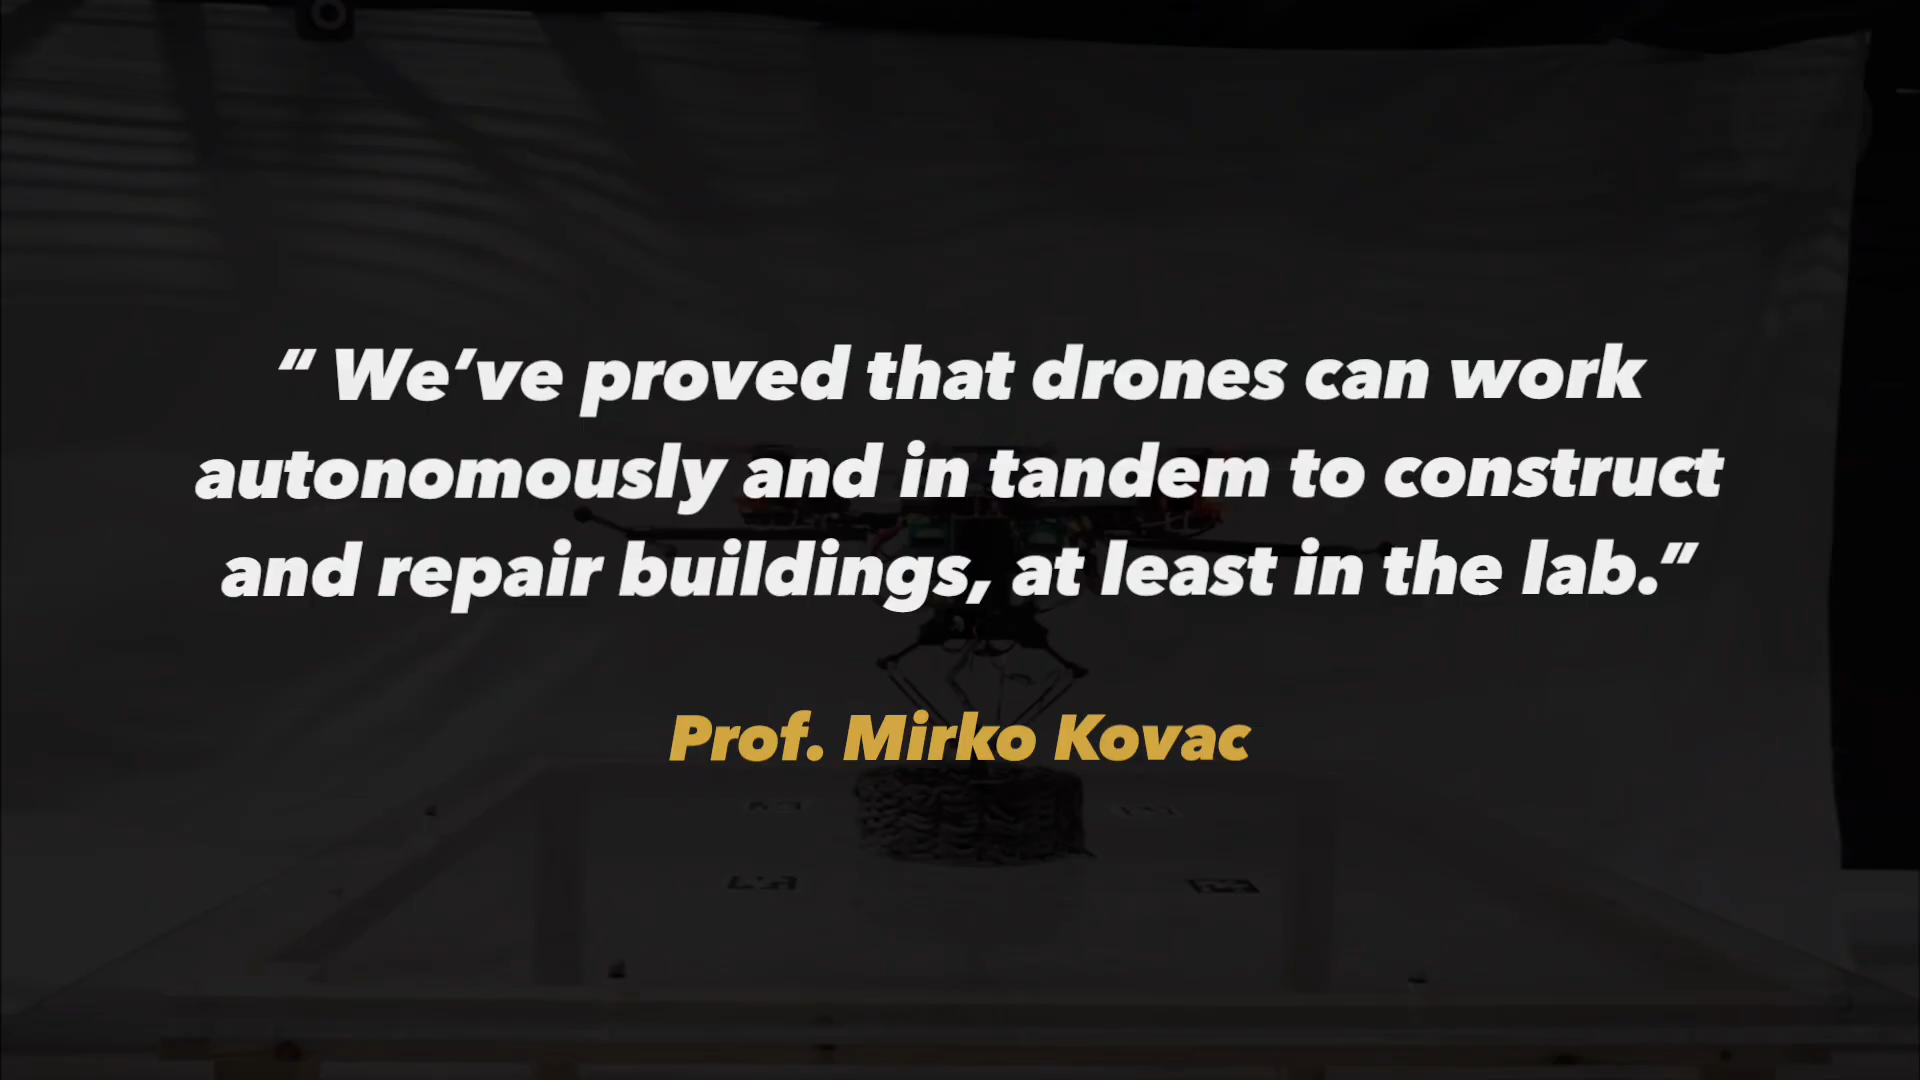 “ We’ve proved that drones can work
autonomously and in tandem to construct
and repair buildings, at least in the lab.”
Prof. Mirko Kovac